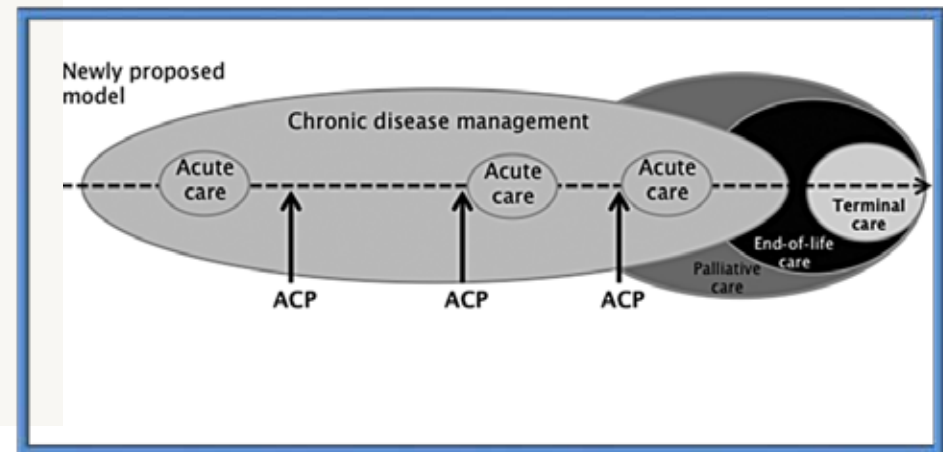 Newly proposed
model
Chronic disease management
Acute
care
Acute
care
Acute
care
Terminal
care
End-of-life
care
Palliative
care
ACP
ACP
ACP